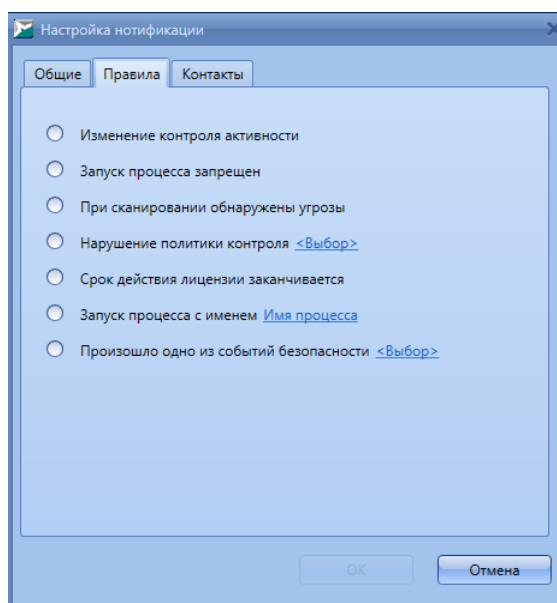 Настройка нотификации
Общие Правила Контакты
Изменение контроля активности
Запуск процесса запрещен
При сканировании обнаружены угрозы
Нарушение политики контроля <Выбор>
Срок действия лицензии заканчивается
Запуск процесса с именем Имя процесса
Произошло одно из событий безопасности <Выбор>
OK Отмена